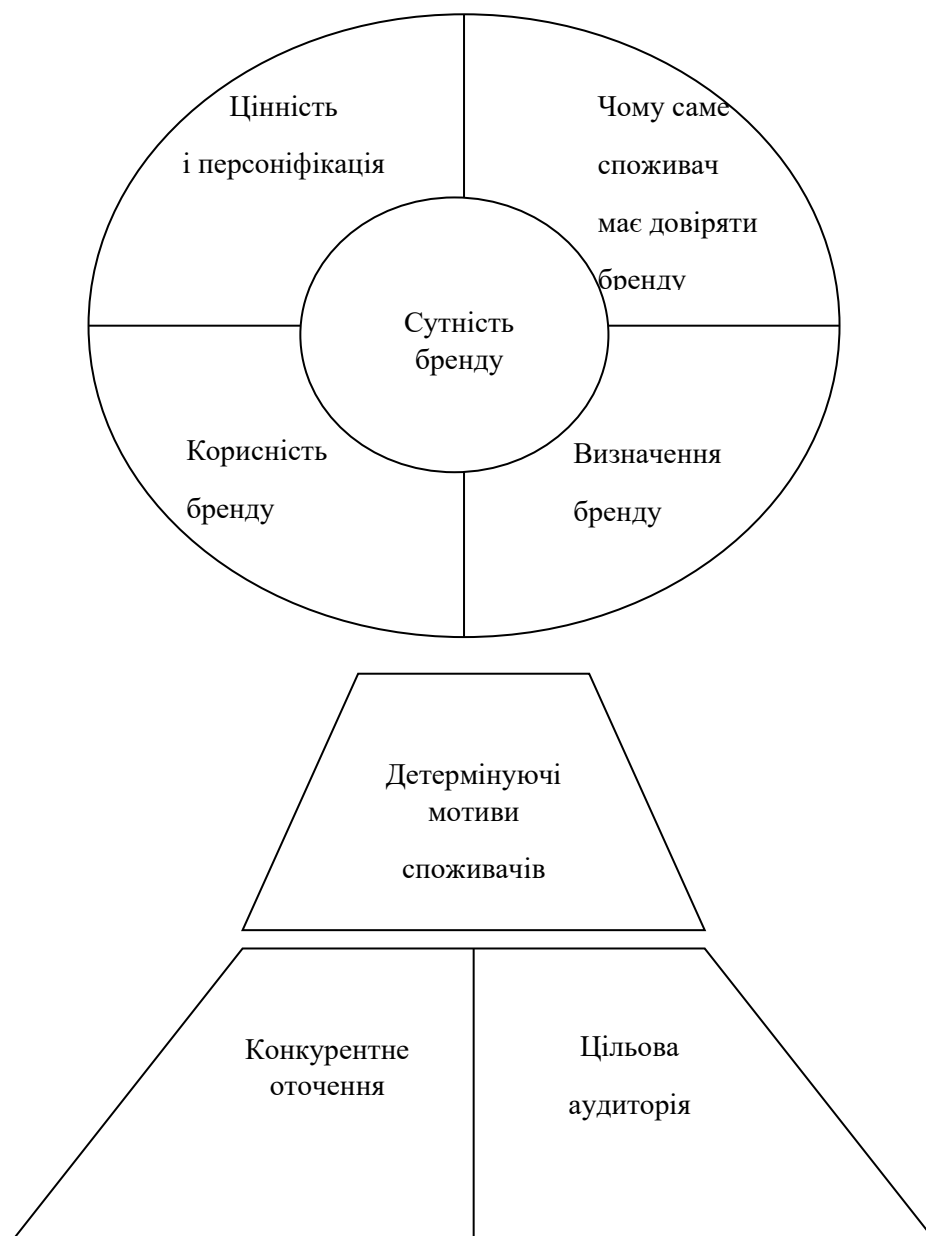 Цінність
і персоніфікація
Чому саме
споживач
має довіряти
бренду
Сутність
бренду
Корисність
бренду
Визначення
бренду
Детермінуючі
мотиви
споживачів
Конкурентне
оточення
Цільова
аудиторія